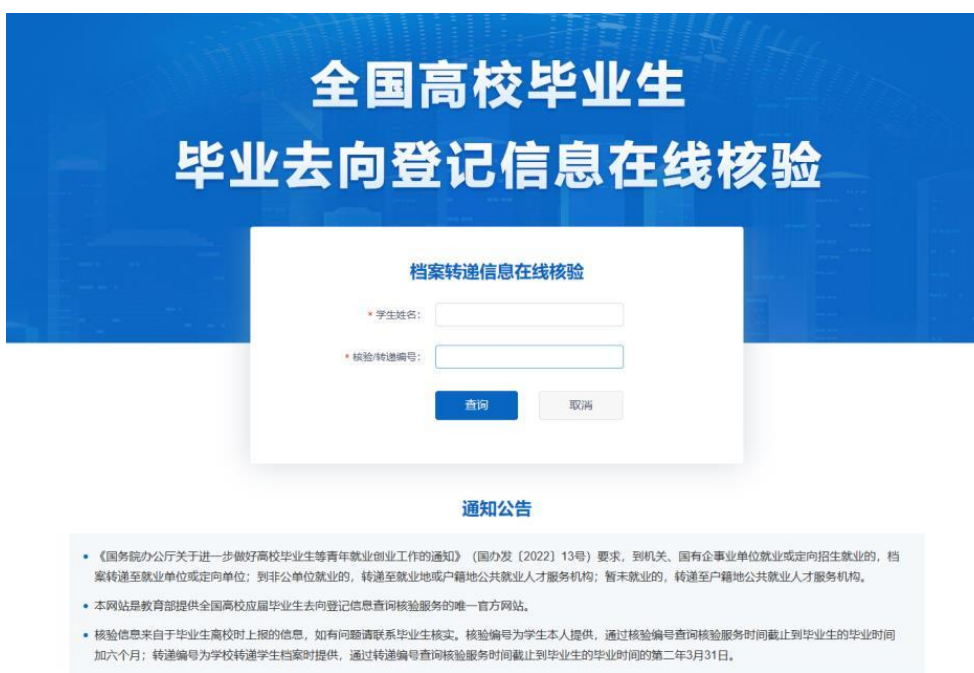 全国高校毕业生
毕业去向登记信息在线核验
档案转递信息在线核验
* 学生姓名：
* 核验/转递编号：
查询 取消
通知公告
• 《国务院办公厅关于进一步做好高校毕业生等青年就业创业工作的通知》（国办发〔2022〕13号）要求，到机关、国有企事业单位就业或定向招生就业的，档
案转递至就业单位或定向单位；到非公单位就业的，转递至就业地或户籍地公共就业人才服务机构；暂未就业的，转递至户籍地公共就业人才服务机构。
• 本网站是教育部提供全国高校应届毕业生去向登记信息查询核验服务的唯一官方网站。
• 核验信息来自于毕业生离校时上报的信息，如有问题请联系毕业生核实。核验编号为学生本人提供，通过核验编号查询核验服务时间截止到毕业生的毕业时间
加六个月；转递编号为学校转递学生档案时提供，通过转递编号查询核验服务时间截止到毕业生的毕业时间的第二年3月31日。